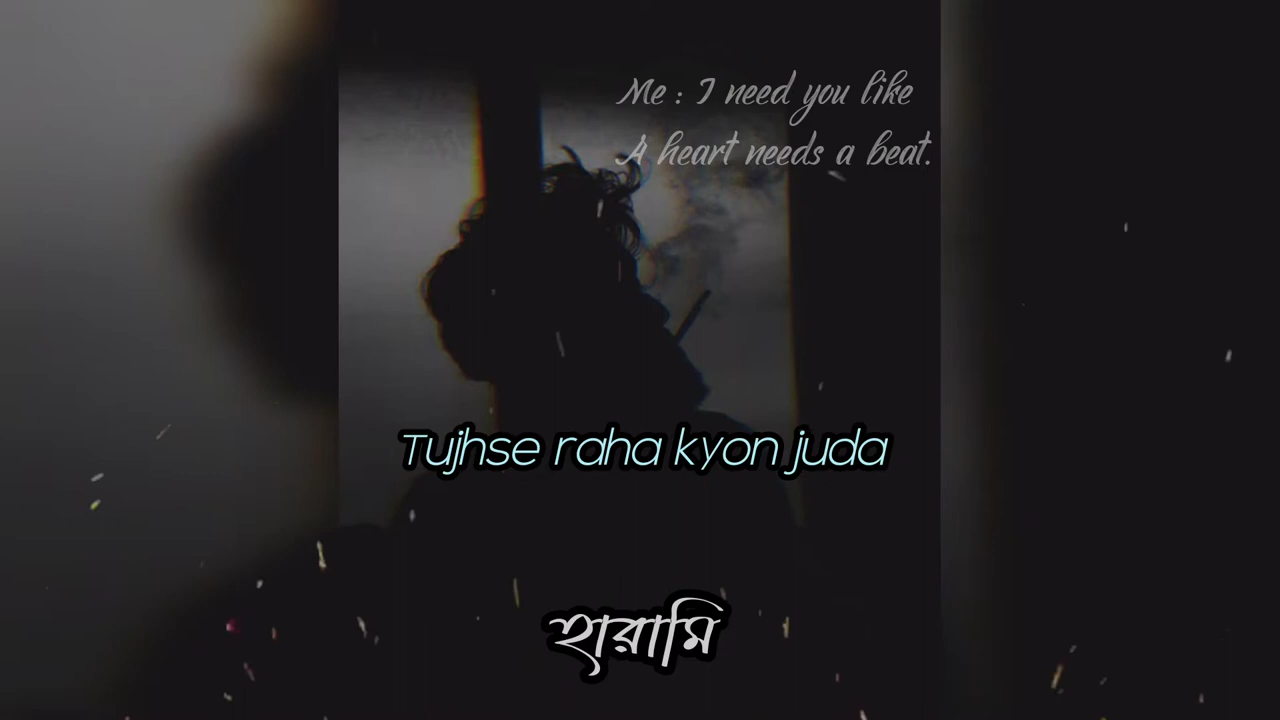 Me : I need you like
A heart needs a beat.
Tujhse raha kyon juda
হারামি